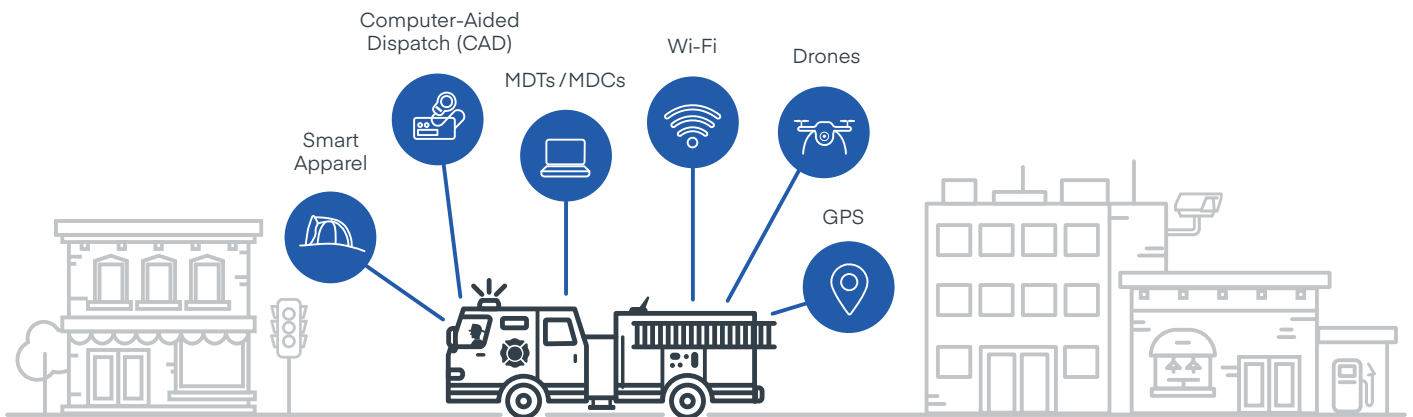 Computer-Aided
Dispatch (CAD)
Wi-Fi
Drones
MDTs/MDCs
Smart
Apparel
GPS